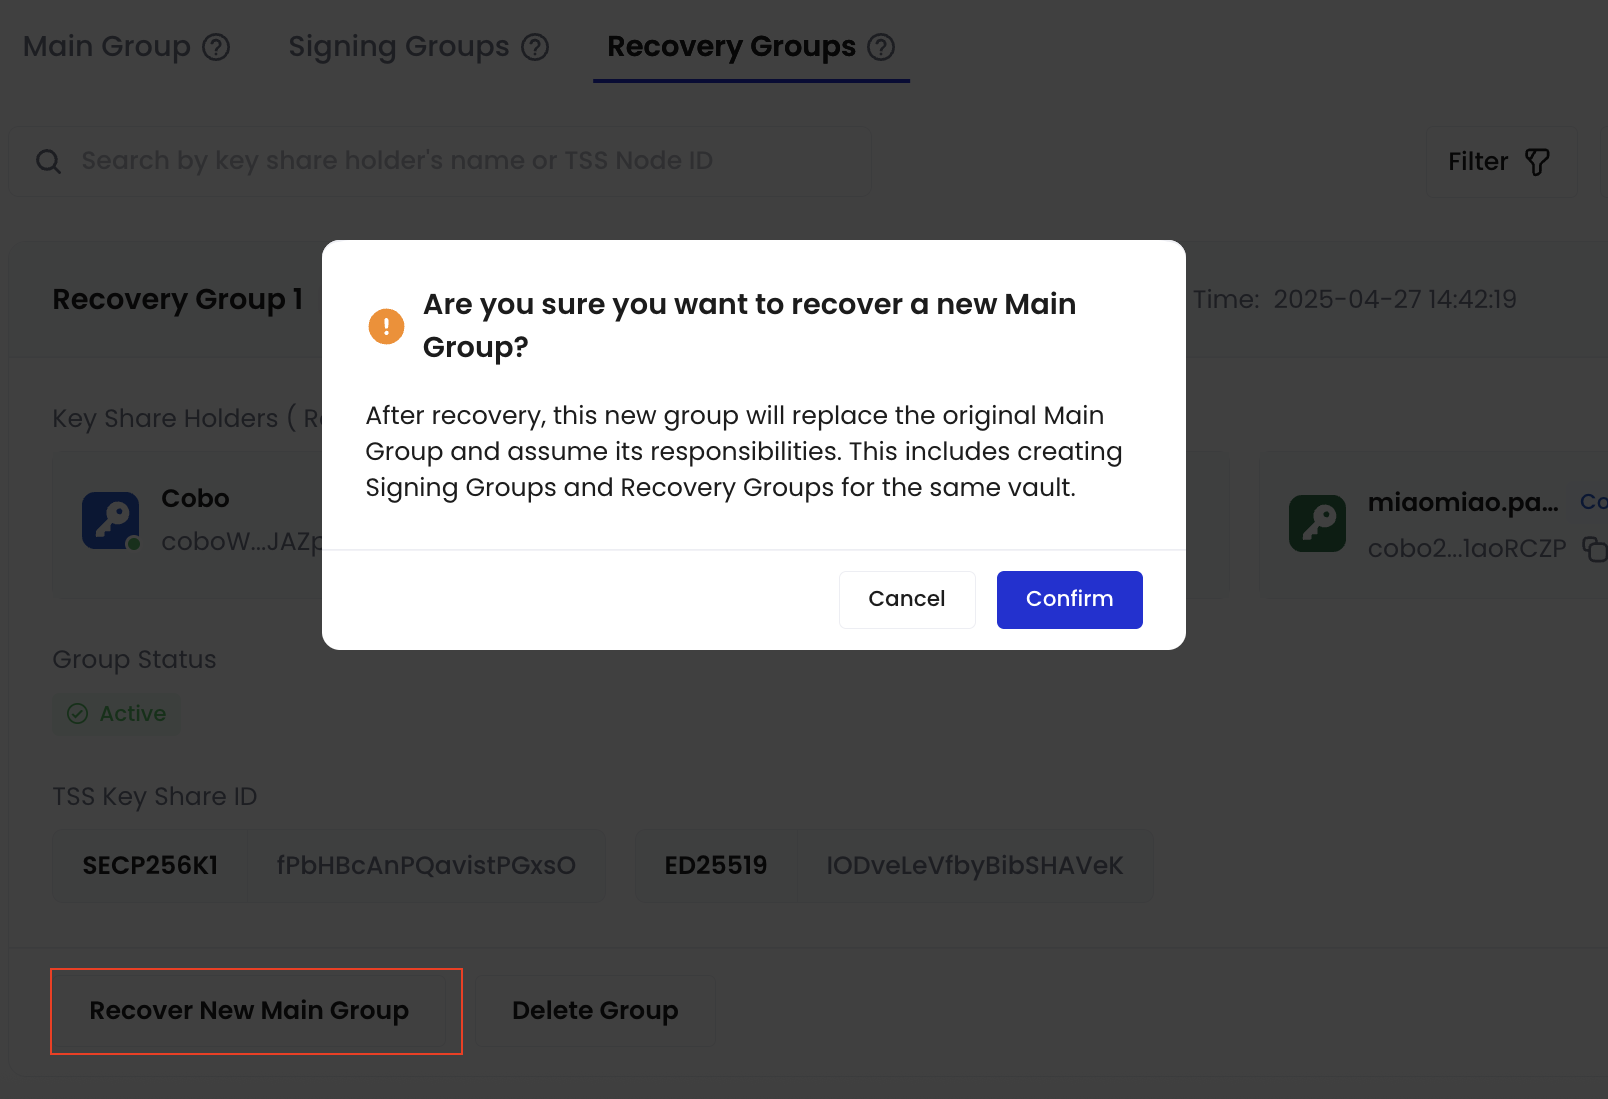 Main Group
Signing Groups
Recovery Groups
Search by key share holder's name or TSS Node ID
Filter
Recovery Group 1
Time: 2025-04-27 14:42:19
Are you sure you want to recover a new Main
Group?
After recovery, this new group will replace the original Main
Group and assume its responsibilities. This includes creating
Signing Groups and Recovery Groups for the same vault.
Cancel
Confirm
Key Share Holders (
Cobo
coboW...JAZp
miaomiao.pa...
Co
cobo2...1aoRCZP
Group Status
Active
TSS Key Share ID
SECP256K1
fPbHBcAnPQavistPGxsO
ED25519
IODveLeVfbyBibSHAVeK
Recover New Main Group
Delete Group